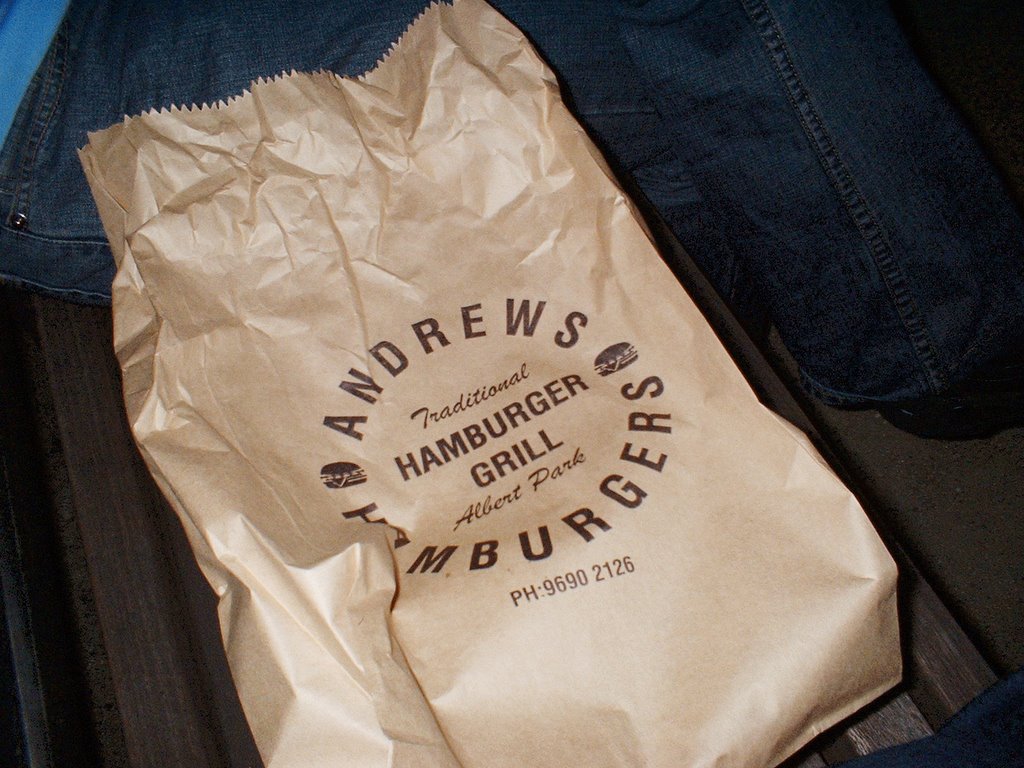 ANDREWS
Traditional
HAMBURGER
GRILL
Albert Park
HAMBURGERS
PH:9690 2126